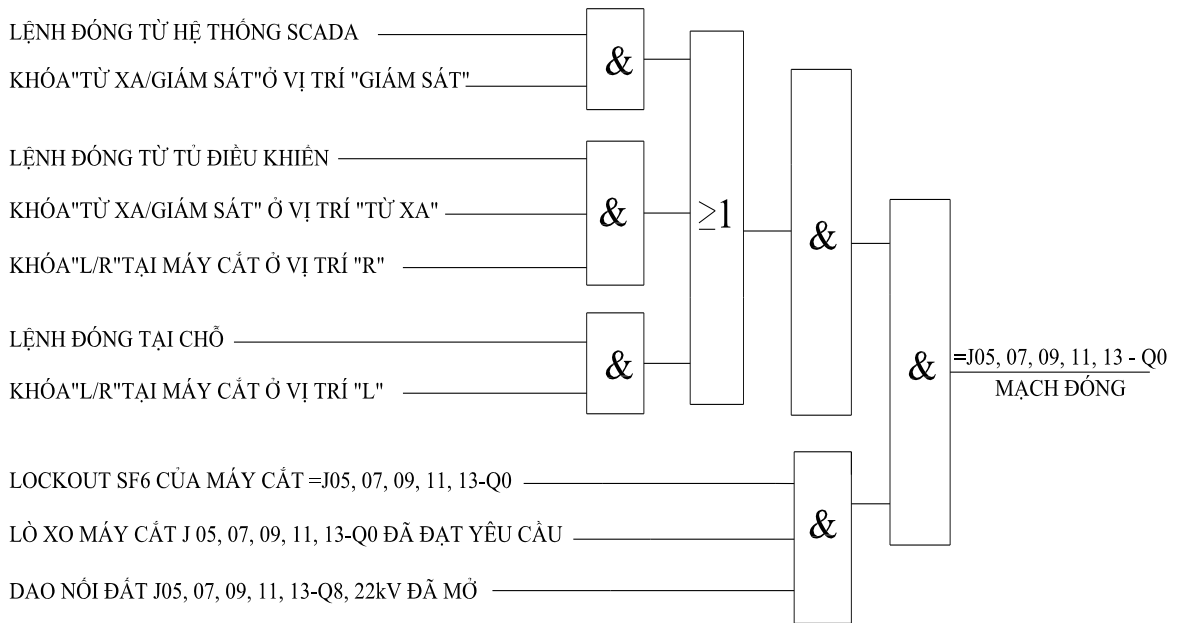 LỆNH ĐÓNG TỪ HỆ THỐNG SCADA
&
KHÓA"TỪ XA/GIÁM SÁT"Ở VỊ TRÍ "GIÁM SÁT"
LỆNH ĐÓNG TỪ TỦ ĐIỀU KHIỂN
KHÓA"TỪ XA/GIÁM SÁT" Ở VỊ TRÍ "TỪ XA"
&
≥1
&
KHÓA"L/R"TẠI MÁY CẮT Ở VỊ TRÍ "R"
LỆNH ĐÓNG TẠI CHỖ
&
KHÓA"L/R"TẠI MÁY CẮT Ở VỊ TRÍ "L"
&
=J05, 07, 09, 11, 13 - Q0
MẠCH ĐÓNG
LOCKOUT SF6 CỦA MÁY CẮT =J05, 07, 09, 11, 13-Q0
LÒ XO MÁY CẮT J 05, 07, 09, 11, 13-Q0 ĐÃ ĐẠT YÊU CẦU
&
DAO NỐI ĐẤT J05, 07, 09, 11, 13-Q8, 22kV ĐÃ MỞ